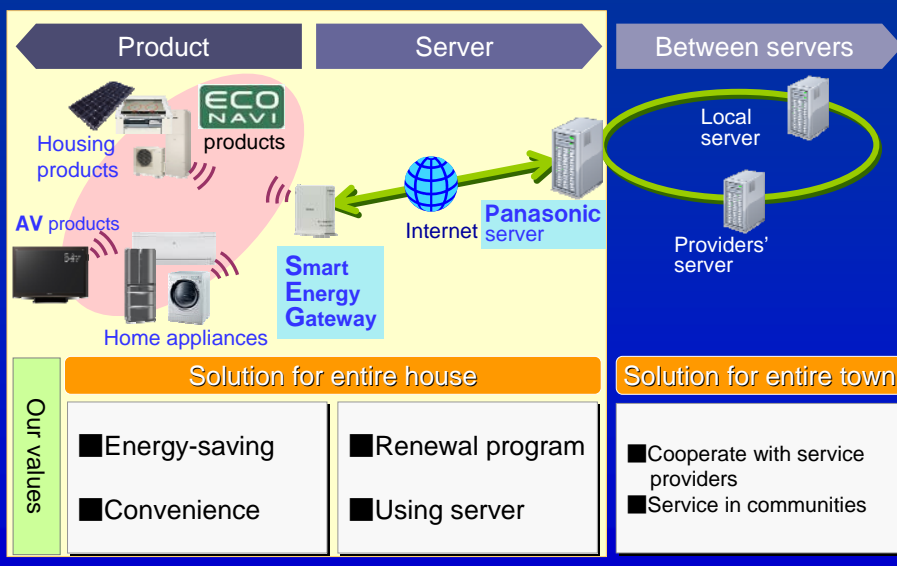 Product
Server
Between servers
ECO
NAVI
products
Housing
products
AV products
Home appliances
Smart
Energy
Gateway
Internet
Panasonic
server
Local
server
Providers'
server
Our values
Solution for entire house
Solution for entire town
■Energy-saving
■Convenience
■Renewal program
■Using server
■Cooperate with service
providers
■Service in communities